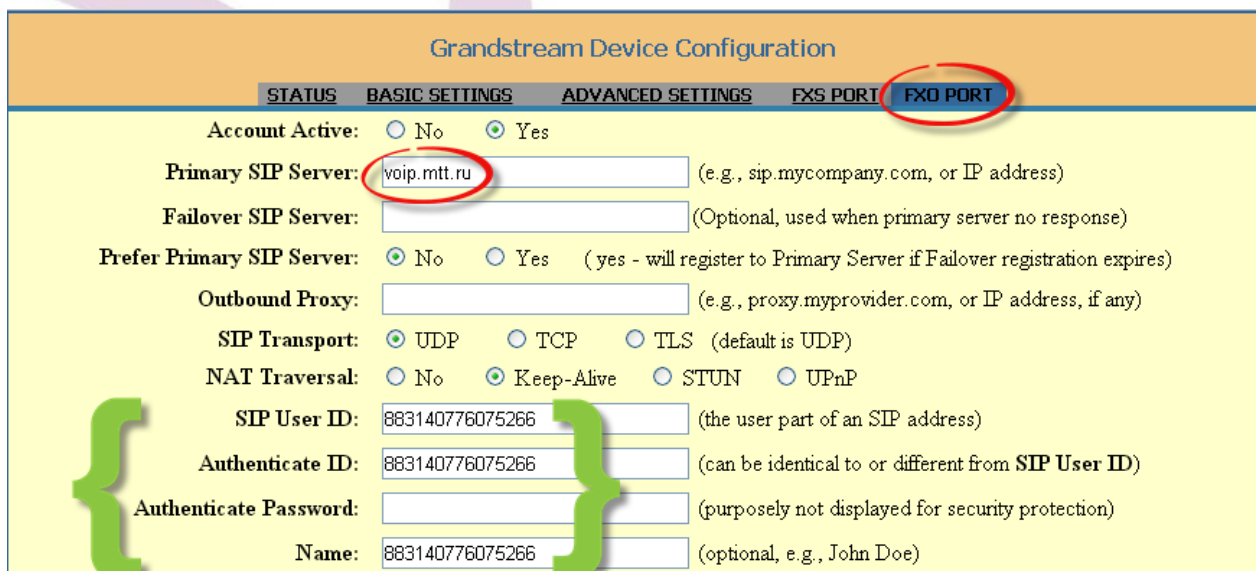 Grandstream Device Configuration
STATUS BASIC SETTINGS ADVANCED SETTINGS FXS PORT FXO PORT
Account Active: No Yes
Primary SIP Server: voip.mtt.ru (e.g., sip.mycompany.com, or IP address)
Failover SIP Server: (Optional, used when primary server no response)
Prefer Primary SIP Server: No Yes ( yes - will register to Primary Server if Failover registration expires)
Outbound Proxy: (e.g., proxy.myprovider.com, or IP address, if any)
SIP Transport: UDP TCP TLS (default is UDP)
NAT Traversal: No Keep-Alive STUN UPnP
SIP User ID: 883140776075266 (the user part of an SIP address)
Authenticate ID: 883140776075266 (can be identical to or different from SIP User ID)
Authenticate Password: (purposely not displayed for security protection)
Name: 883140776075266 (optional, e.g., John Doe)